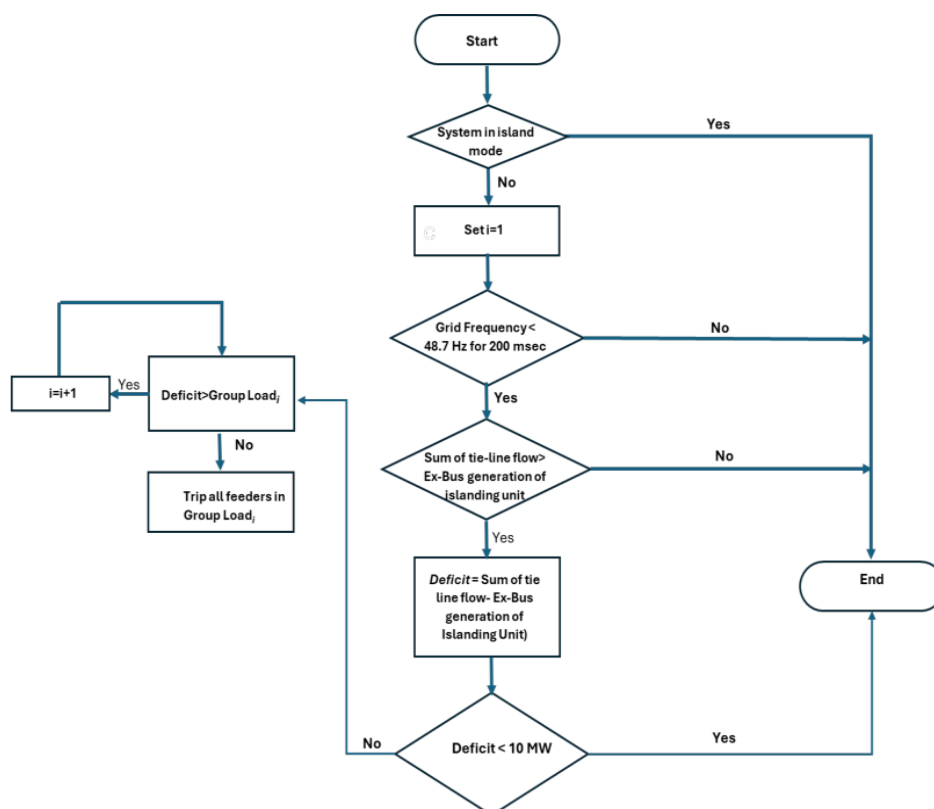 Start
System in island
mode
Yes
No
Set i=1
Grid Frequency <
48.7 Hz for 200 msec
No
Yes
Sum of tie-line flow>
Ex-Bus generation of
islanding unit
No
Yes
Deficit = Sum of tie
line flow- Ex-Bus
generation of
Islanding Unit)
Deficit < 10 MW
No
Yes
End
Deficit>Group Loadᵢ
Yes
i=i+1
No
Trip all feeders in
Group Loadᵢ